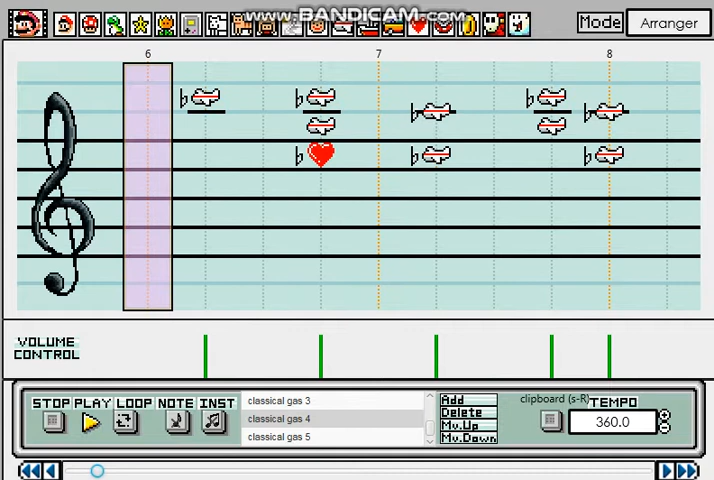 www.BANDICAM.com
Mode Arranger
6 7 8
VOLUME
CONTROL
STOP PLAY LOOP NOTE INST
classical gas 3
classical gas 4
classical gas 5
Add
Delete
Mv.Up
Mv.Down
clipboard (s-R)
TEMPO
360.0